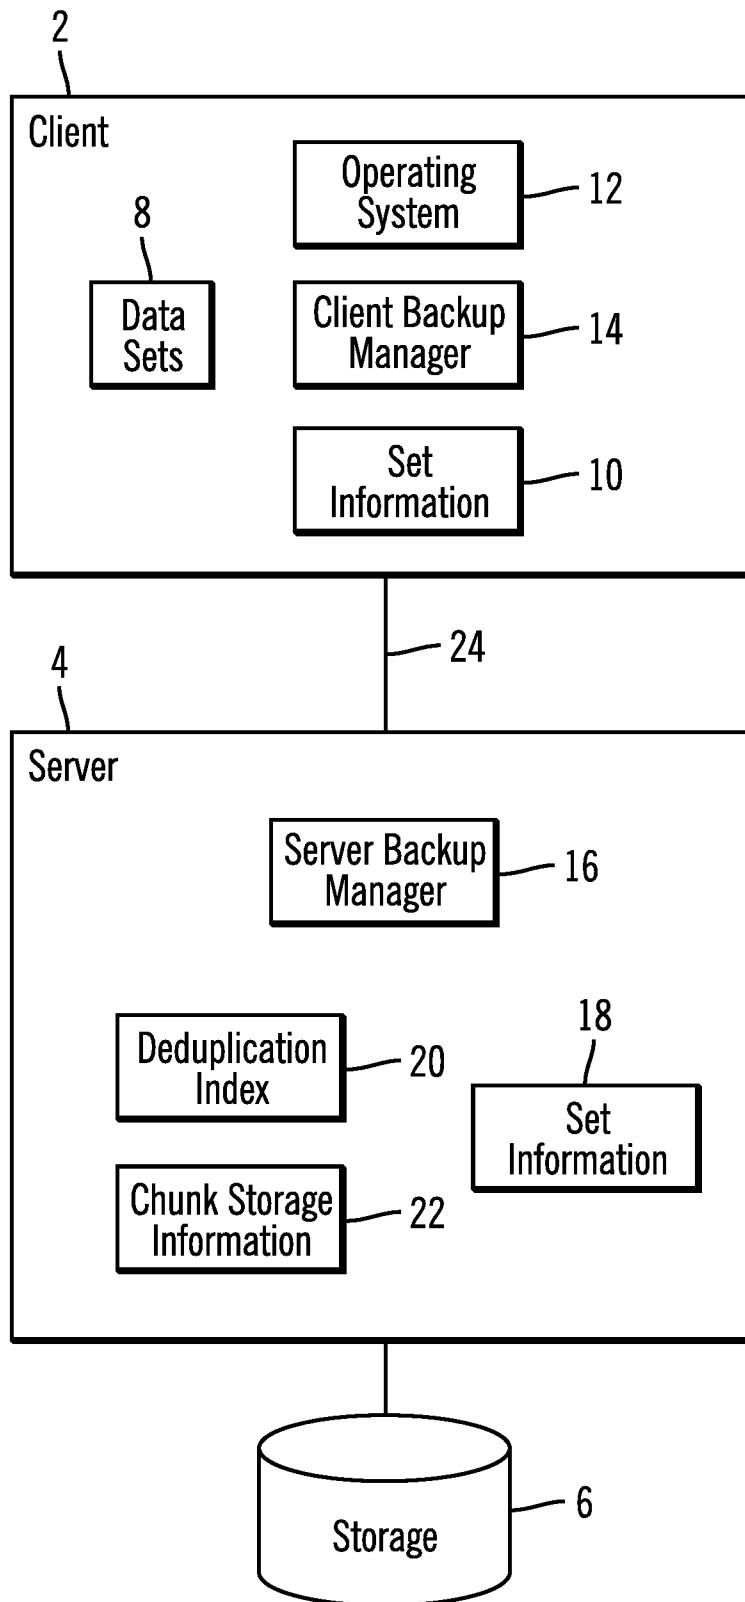 2
Client
Operating
System
12
8
Data
Sets
Client Backup
Manager
14
Set
Information
10
24
4
Server
Server Backup
Manager
16
Deduplication
Index
20
18
Set
Information
Chunk Storage
Information
22
Storage
6